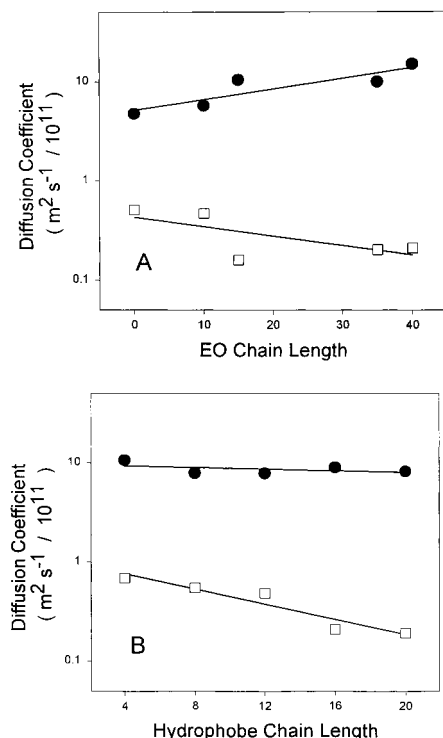 Diffusion Coefficient
( m² s⁻¹ / 10¹¹ )
10
1
0.1
A
0 10 20 30 40
EO Chain Length
Diffusion Coefficient
( m² s⁻¹ / 10¹¹ )
10
1
0.1
B
4 8 12 16 20
Hydrophobe Chain Length